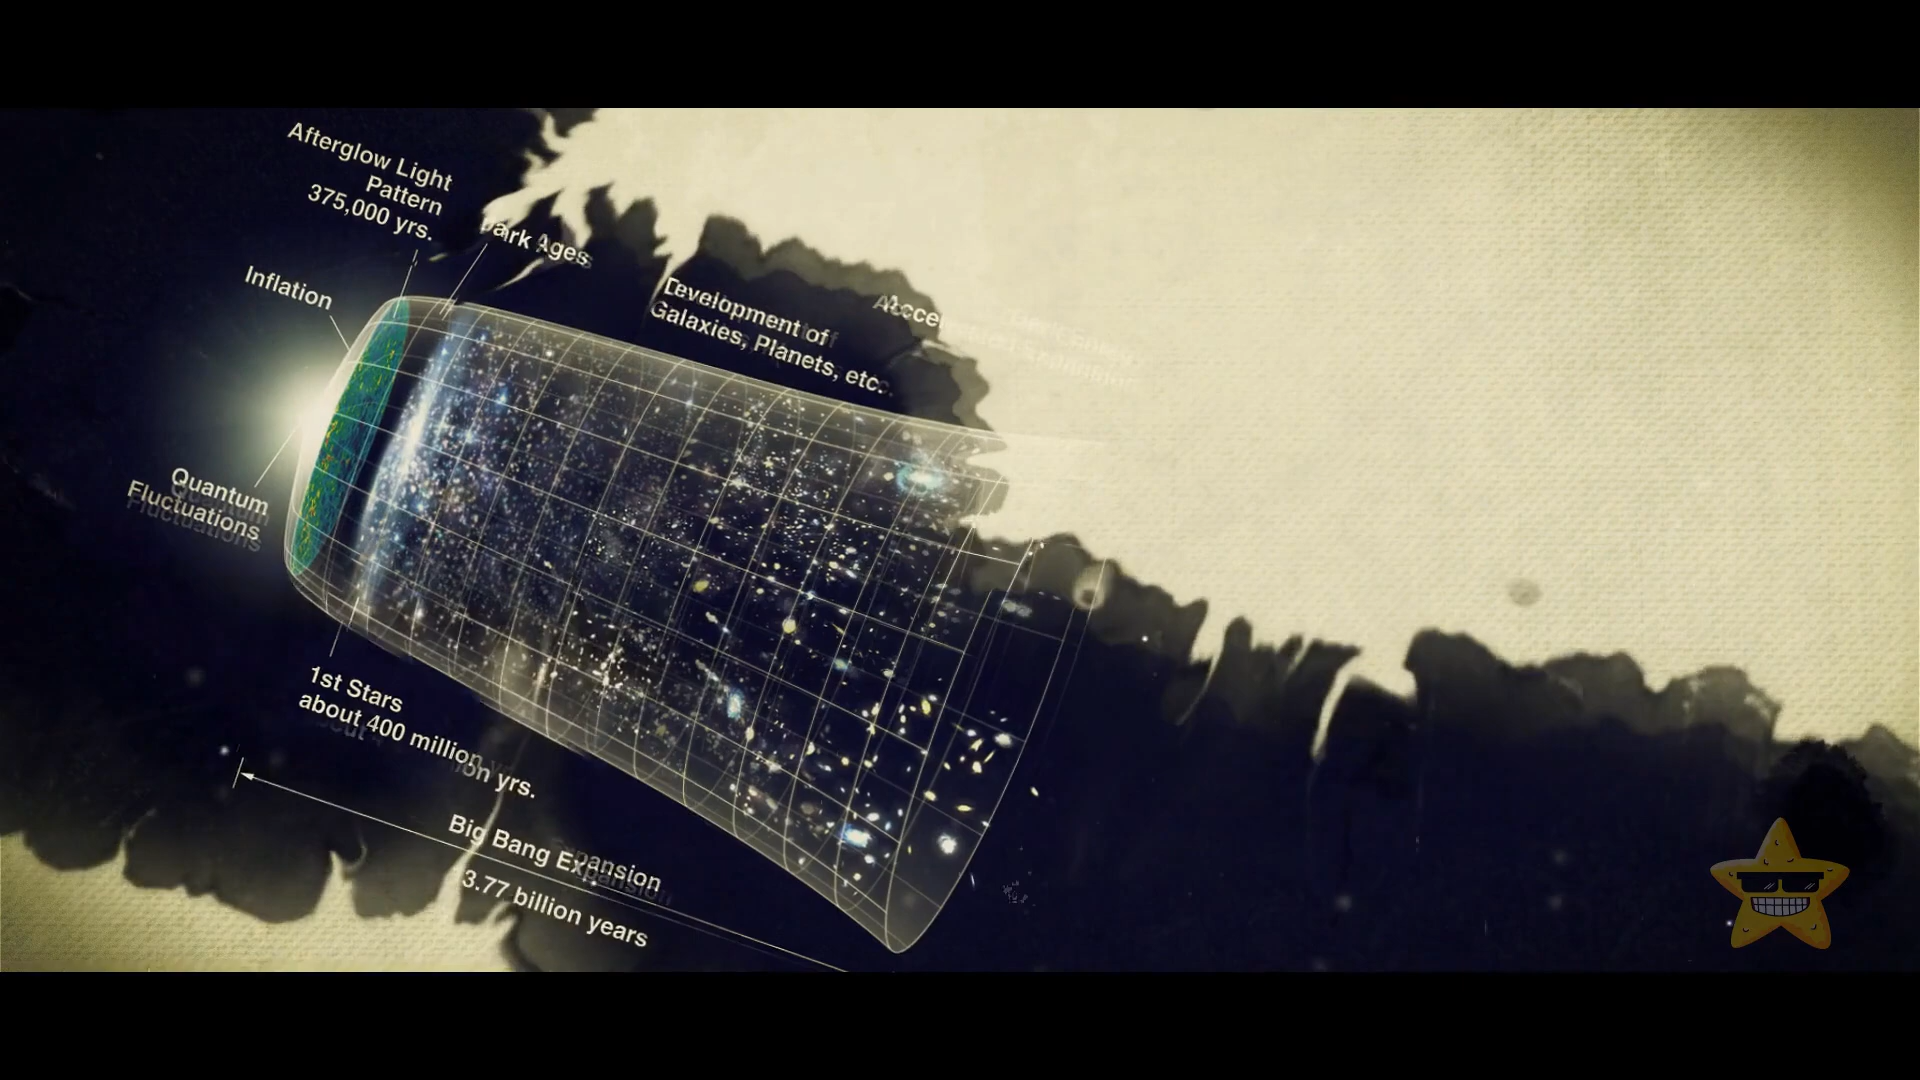 Afterglow Light
Pattern
375,000 yrs.
Dark Ages
Inflation
Development of
Galaxies, Planets, etc.
Quantum
Fluctuations
1st Stars
about 400 million yrs.
Big Bang Expansion
3.77 billion years